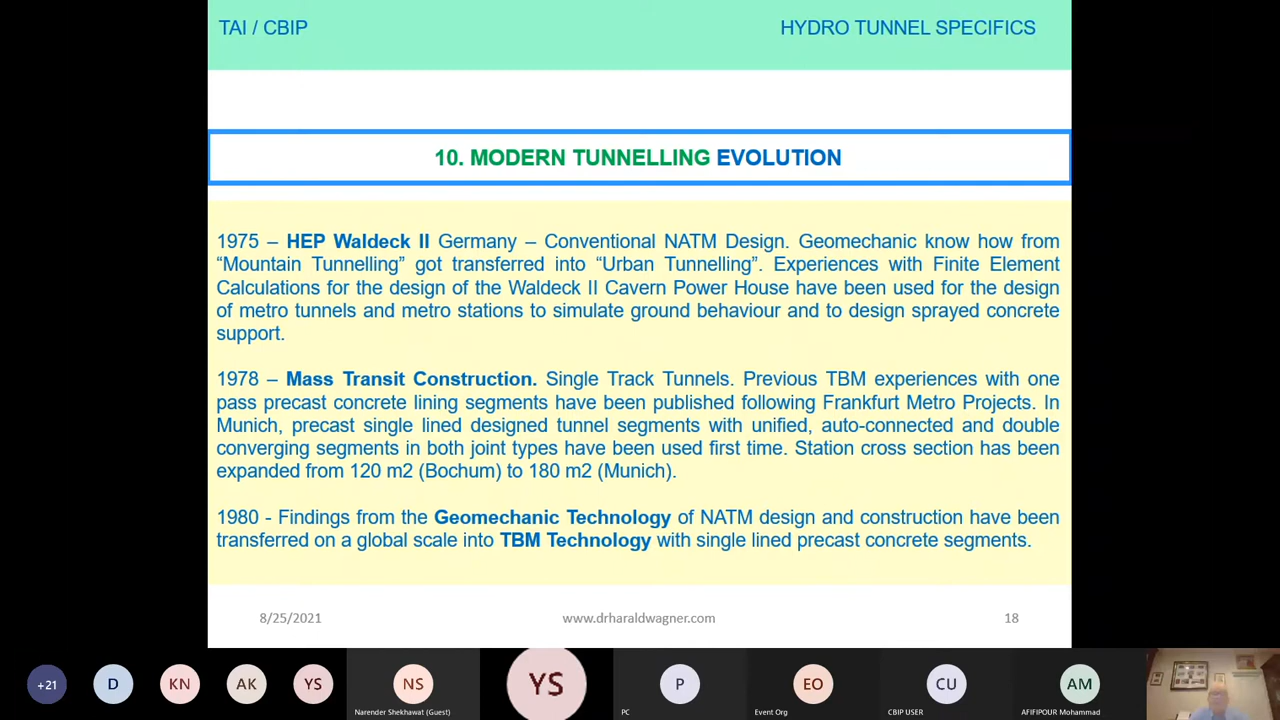 TAI / CBIP
HYDRO TUNNEL SPECIFICS
10. MODERN TUNNELLING EVOLUTION
1975 – HEP Waldeck II Germany – Conventional NATM Design. Geomechanic know how from
“Mountain Tunnelling” got transferred into “Urban Tunnelling”. Experiences with Finite Element
Calculations for the design of the Waldeck II Cavern Power House have been used for the design
of metro tunnels and metro stations to simulate ground behaviour and to design sprayed concrete
support.
1978 – Mass Transit Construction. Single Track Tunnels. Previous TBM experiences with one
pass precast concrete lining segments have been published following Frankfurt Metro Projects. In
Munich, precast single lined designed tunnel segments with unified, auto-connected and double
converging segments in both joint types have been used first time. Station cross section has been
expanded from 120 m2 (Bochum) to 180 m2 (Munich).
1980 - Findings from the Geomechanic Technology of NATM design and construction have been
transferred on a global scale into TBM Technology with single lined precast concrete segments.
8/25/2021
www.drharaldwagner.com
18
+21
D
KN
AK
YS
NS
YS
P
EO
CU
AM
Narender Shekhawat (Guest)
PC
Event Org
CBIP USER
AFIFIPOUR Mohammad